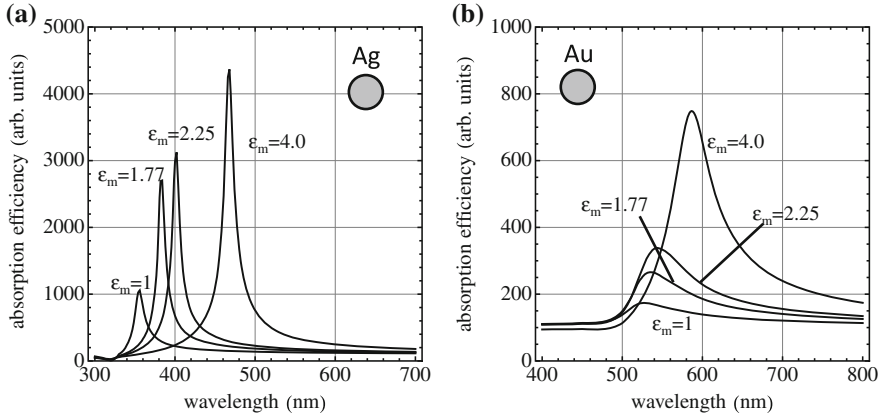 (a)
absorption efficiency (arb. units)
5000
4000
3000
2000
1000
0
Ag
εm=2.25
εm=4.0
εm=1.77
εm=1
300 400 500 600 700
wavelength (nm)
(b)
absorption efficiency (arb. units)
1000
800
600
400
200
0
Au
εm=4.0
εm=1.77
εm=2.25
εm=1
400 500 600 700 800
wavelength (nm)